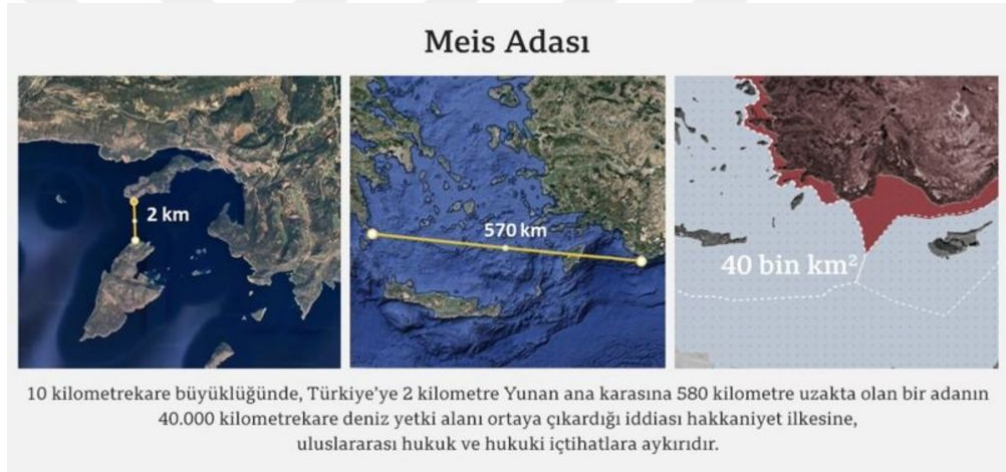 Meis Adası
2 km
570 km
40 bin km²
10 kilometrekare büyüklüğünde, Türkiye'ye 2 kilometre Yunan ana karasına 580 kilometre uzakta olan bir adanın
40.000 kilometrekare deniz yetki alanı ortaya çıkardığı iddiası hakkaniyet ilkesine,
uluslararası hukuk ve hukuki içtihatlara aykırıdır.